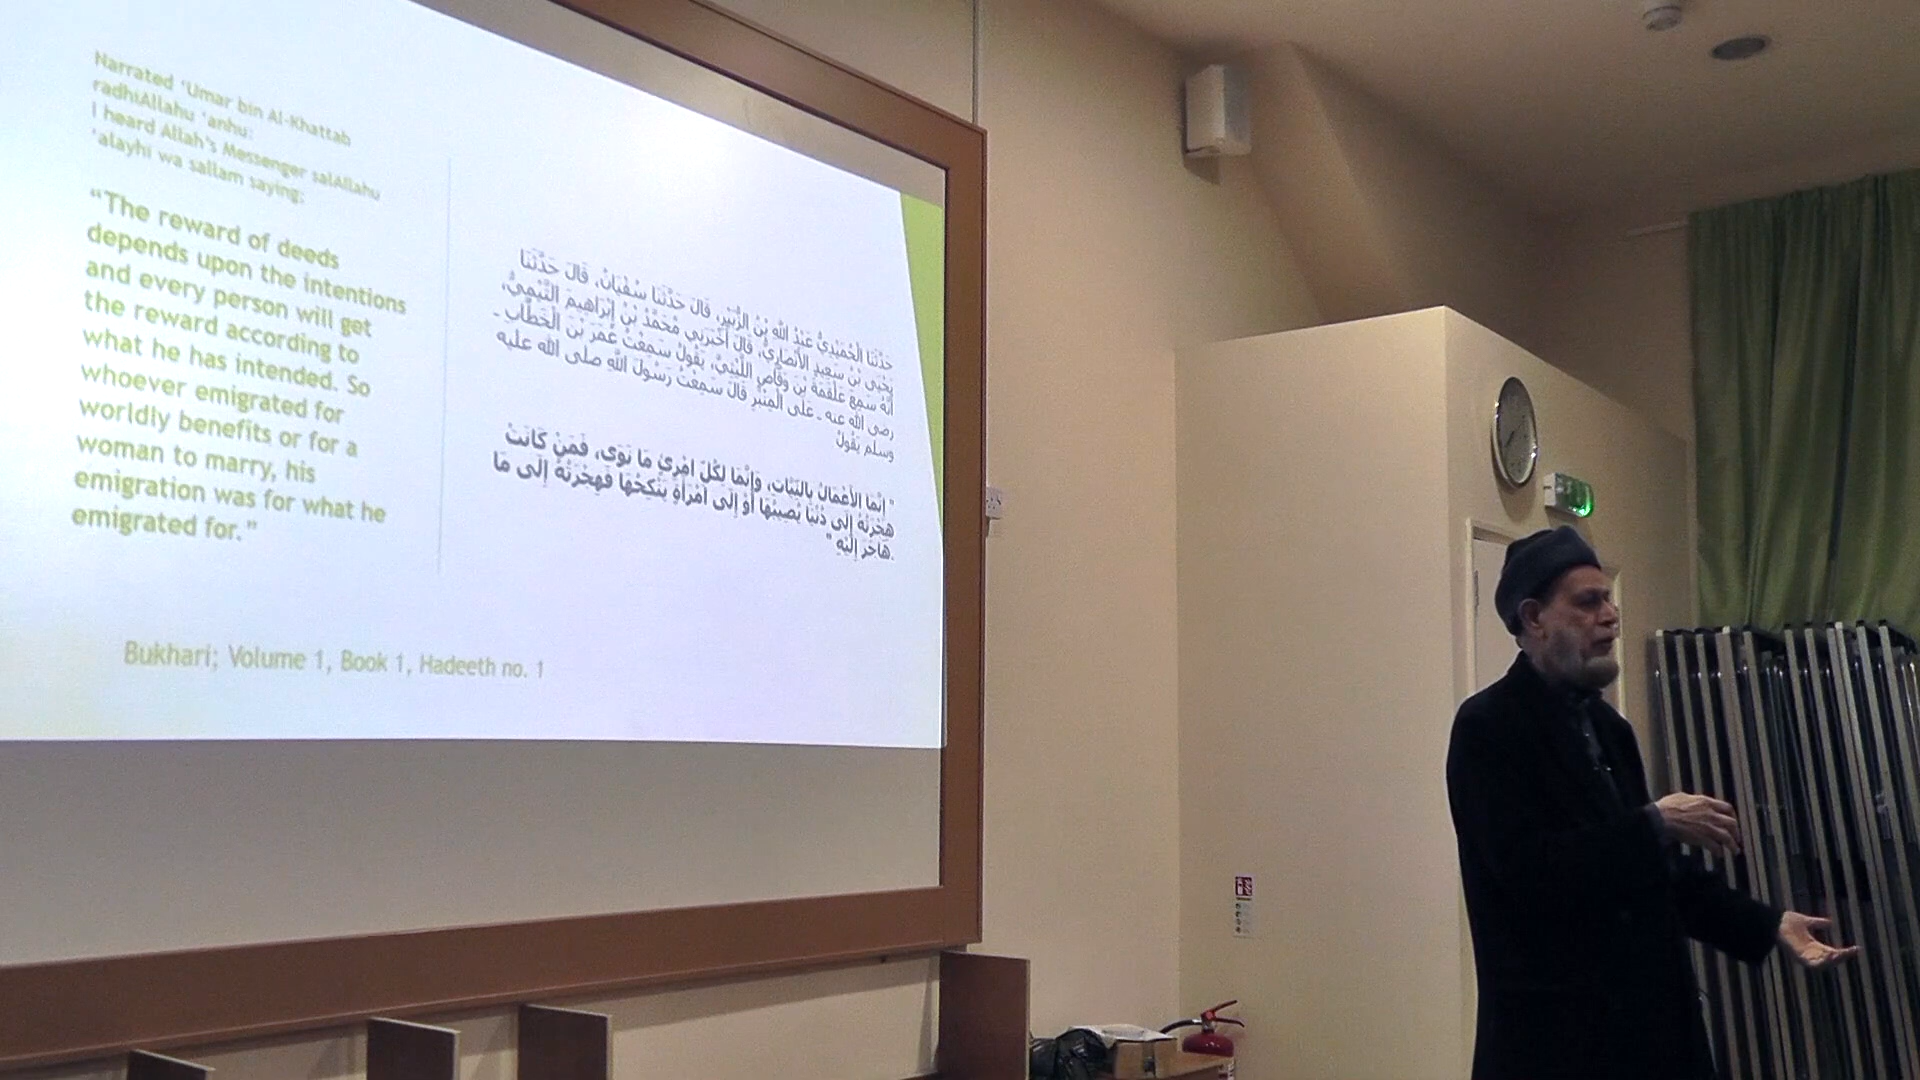 Narrated ‘Umar bin Al-Khattab
radhiAllahu ‘anhu:
I heard Allah’s Messenger salAllahu
‘alayhi wa sallam saying:
“The reward of deeds
depends upon the intentions
and every person will get
the reward according to
what he has intended. So
whoever emigrated for
worldly benefits or for a
woman to marry, his
emigration was for what he
emigrated for.”
حَدَّثَنَا الْحُمَيْدِيُّ عَبْدُ اللَّهِ بْنُ الزُّبَيْرِ، قَالَ حَدَّثَنَا سُفْيَانُ، قَالَ حَدَّثَنَا
يَحْيَى بْنُ سَعِيدٍ الأَنْصَارِيُّ، قَالَ أَخْبَرَنِي مُحَمَّدُ بْنُ إِبْرَاهِيمَ التَّيْمِيُّ،
أَنَّهُ سَمِعَ عَلْقَمَةَ بْنَ وَقَّاصٍ اللَّيْثِيَّ، يَقُولُ سَمِعْتُ عُمَرَ بْنَ الْخَطَّابِ ـ
رضى الله عنه ـ عَلَى الْمِنْبَرِ قَالَ سَمِعْتُ رَسُولَ اللَّهِ صلى الله عليه
وسلم يَقُولُ
" إِنَّمَا الأَعْمَالُ بِالنِّيَّاتِ، وَإِنَّمَا لِكُلِّ امْرِئٍ مَا نَوَى، فَمَنْ كَانَتْ
هِجْرَتُهُ إِلَى دُنْيَا يُصِيبُهَا أَوْ إِلَى امْرَأَةٍ يَنْكِحُهَا فَهِجْرَتُهُ إِلَى مَا
هَاجَرَ إِلَيْهِ ".
Bukhari; Volume 1, Book 1, Hadeeth no. 1